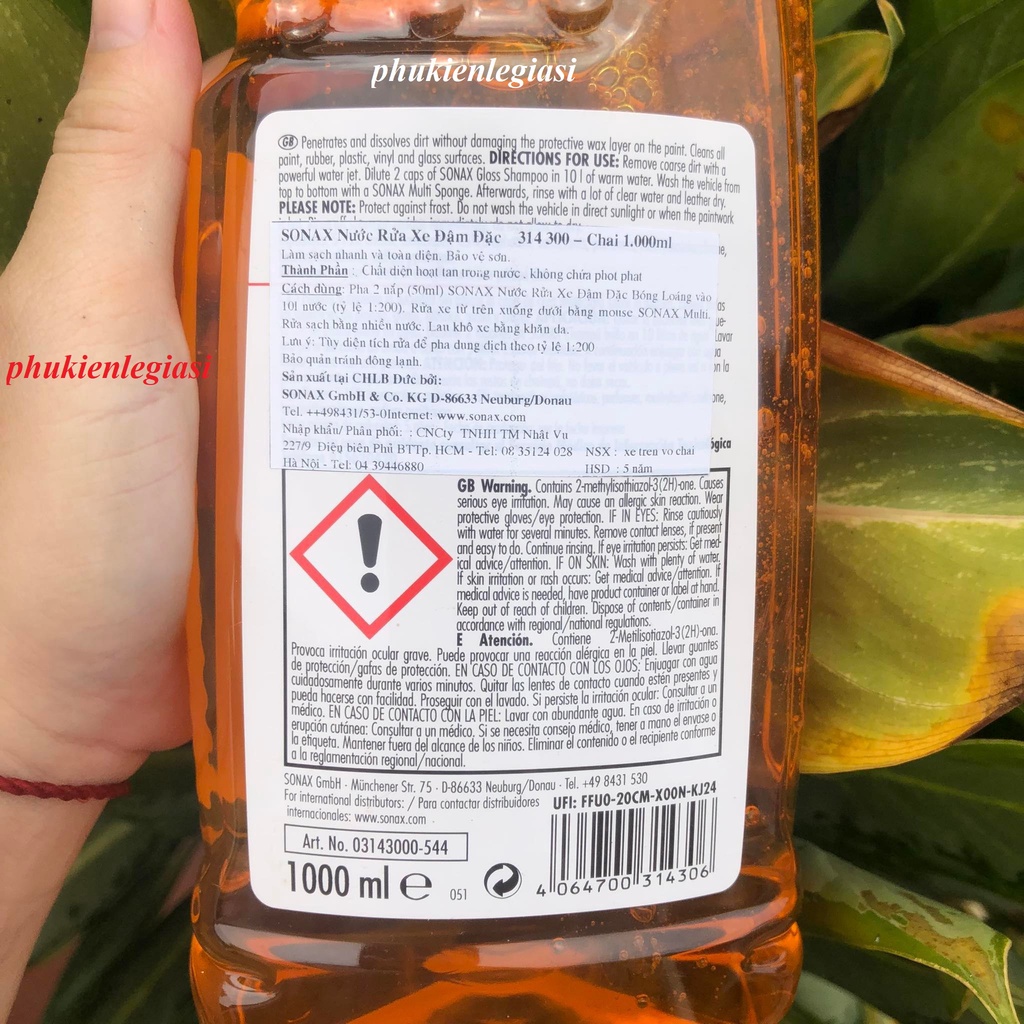 phukienlegiasi
GB Penetrates and dissolves dirt without damaging the protective wax layer on the paint. Cleans all
paint, rubber, plastic, vinyl and glass surfaces. DIRECTIONS FOR USE: Remove coarse dirt with a
powerful water jet. Dilute 2 caps of SONAX Gloss Shampoo in 10 l of warm water. Wash the vehicle from
top to bottom with a SONAX Multi Sponge. Afterwards, rinse with a lot of clear water and leather dry.
PLEASE NOTE: Protect against frost. Do not wash the vehicle in direct sunlight or when the paintwork
SONAX Nước Rửa Xe Đậm Đặc 314 300 – Chai 1.000ml
Làm sạch nhanh và toàn diện. Bảo vệ sơn.
Thành Phần : Chất diện hoạt tan trong nước , không chứa phot phat
Cách dùng: Pha 2 nắp (50ml) SONAX Nước Rửa Xe Đậm Đặc Bóng Loáng vào
10l nước (tỷ lệ 1:200). Rửa xe từ trên xuống dưới bằng mouse SONAX Multi.
Rửa sạch bằng nhiều nước. Lau khô xe bằng khăn da.
Lưu ý: Tùy diện tích rửa để pha dung dịch theo tỷ lệ 1:200
Bảo quản tránh đông lạnh.
phukienlegiasi
Sản xuất tại CHLB Đức bởi:
SONAX GmbH & Co. KG D-86633 Neuburg/Donau
Tel. ++498431/53-0Internet: www.sonax.com
Nhập khẩu/ Phân phối: : CNCty TNHH TM Nhật Vu
227/9 Điện biên Phủ BTTp. HCM - Tel: 08 35124 028 NSX : xe tren vo chai
Hà Nội - Tel: 04 39446880 HSD : 5 năm
GB Warning. Contains 2-methylisothiazol-3(2H)-one. Causes
serious eye irritation. May cause an allergic skin reaction. Wear
protective gloves/eye protection. IF IN EYES: Rinse cautiously
with water for several minutes. Remove contact lenses, if present
and easy to do. Continue rinsing. If eye irritation persists: Get med-
ical advice/attention. IF ON SKIN: Wash with plenty of water.
If skin irritation or rash occurs: Get medical advice/attention. If
medical advice is needed, have product container or label at hand.
Keep out of reach of children. Dispose of contents/container in
accordance with regional/national regulations.
E Atención. Contiene 2-Metilisotiazol-3(2H)-ona.
Provoca irritación ocular grave. Puede provocar una reacción alérgica en la piel. Llevar guantes
de protección/gafas de protección. EN CASO DE CONTACTO CON LOS OJOS: Enjuagar con agua
cuidadosamente durante varios minutos. Quitar las lentes de contacto cuando estén presentes y
pueda hacerse con facilidad. Proseguir con el lavado. Si persiste la irritación ocular: Consultar a un
médico. EN CASO DE CONTACTO CON LA PIEL: Lavar con abundante agua. En caso de irritación o
erupción cutánea: Consultar a un médico. Si se necesita consejo médico, tener a mano el envase o
la etiqueta. Mantener fuera del alcance de los niños. Eliminar el contenido o el recipiente conforme
a la reglamentación regional/nacional.
SONAX GmbH · Münchener Str. 75 · D-86633 Neuburg/Donau · Tel. +49 8431 530
For international distributors: / Para contactar distribuidores
internacionales: www.sonax.com
UFI: FFU0-20CM-X00N-KJ24
Art. No. 03143000-544
1000 ml e 051
4 064700 314306